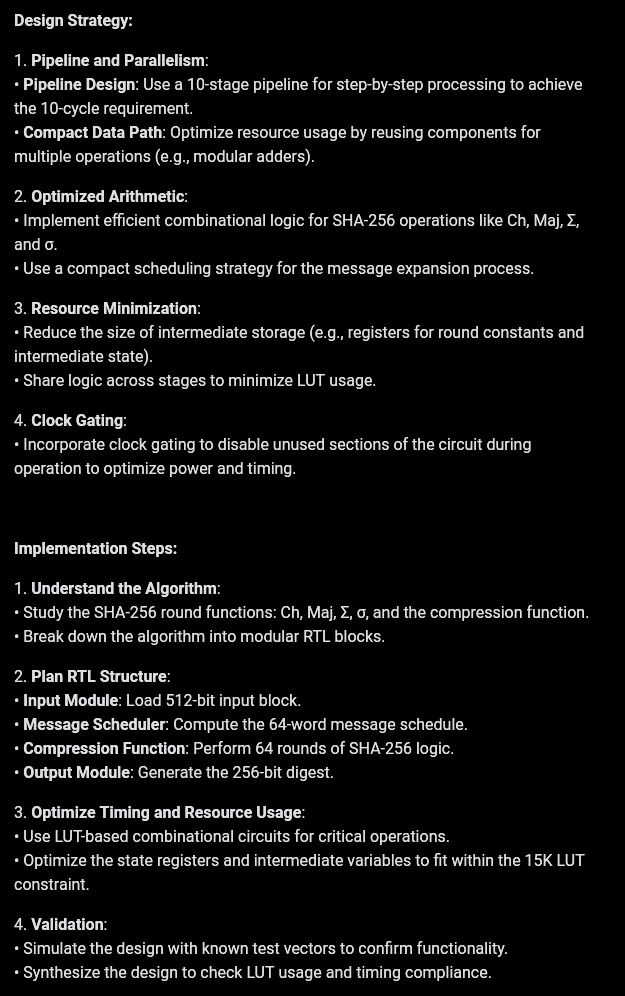 Design Strategy:
1. Pipeline and Parallelism:
• Pipeline Design: Use a 10-stage pipeline for step-by-step processing to achieve
the 10-cycle requirement.
• Compact Data Path: Optimize resource usage by reusing components for
multiple operations (e.g., modular adders).
2. Optimized Arithmetic:
• Implement efficient combinational logic for SHA-256 operations like Ch, Maj, Σ,
and σ.
• Use a compact scheduling strategy for the message expansion process.
3. Resource Minimization:
• Reduce the size of intermediate storage (e.g., registers for round constants and
intermediate state).
• Share logic across stages to minimize LUT usage.
4. Clock Gating:
• Incorporate clock gating to disable unused sections of the circuit during
operation to optimize power and timing.
Implementation Steps:
1. Understand the Algorithm:
• Study the SHA-256 round functions: Ch, Maj, Σ, σ, and the compression function.
• Break down the algorithm into modular RTL blocks.
2. Plan RTL Structure:
• Input Module: Load 512-bit input block.
• Message Scheduler: Compute the 64-word message schedule.
• Compression Function: Perform 64 rounds of SHA-256 logic.
• Output Module: Generate the 256-bit digest.
3. Optimize Timing and Resource Usage:
• Use LUT-based combinational circuits for critical operations.
• Optimize the state registers and intermediate variables to fit within the 15K LUT
constraint.
4. Validation:
• Simulate the design with known test vectors to confirm functionality.
• Synthesize the design to check LUT usage and timing compliance.